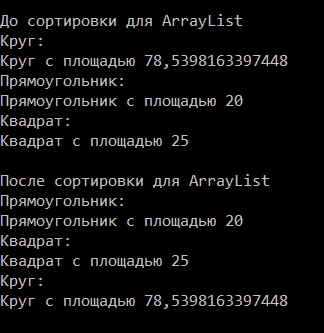 До сортировки для ArrayList
Круг:
Круг с площадью 78,5398163397448
Прямоугольник:
Прямоугольник с площадью 20
Квадрат:
Квадрат с площадью 25
После сортировки для ArrayList
Прямоугольник:
Прямоугольник с площадью 20
Квадрат:
Квадрат с площадью 25
Круг:
Круг с площадью 78,5398163397448